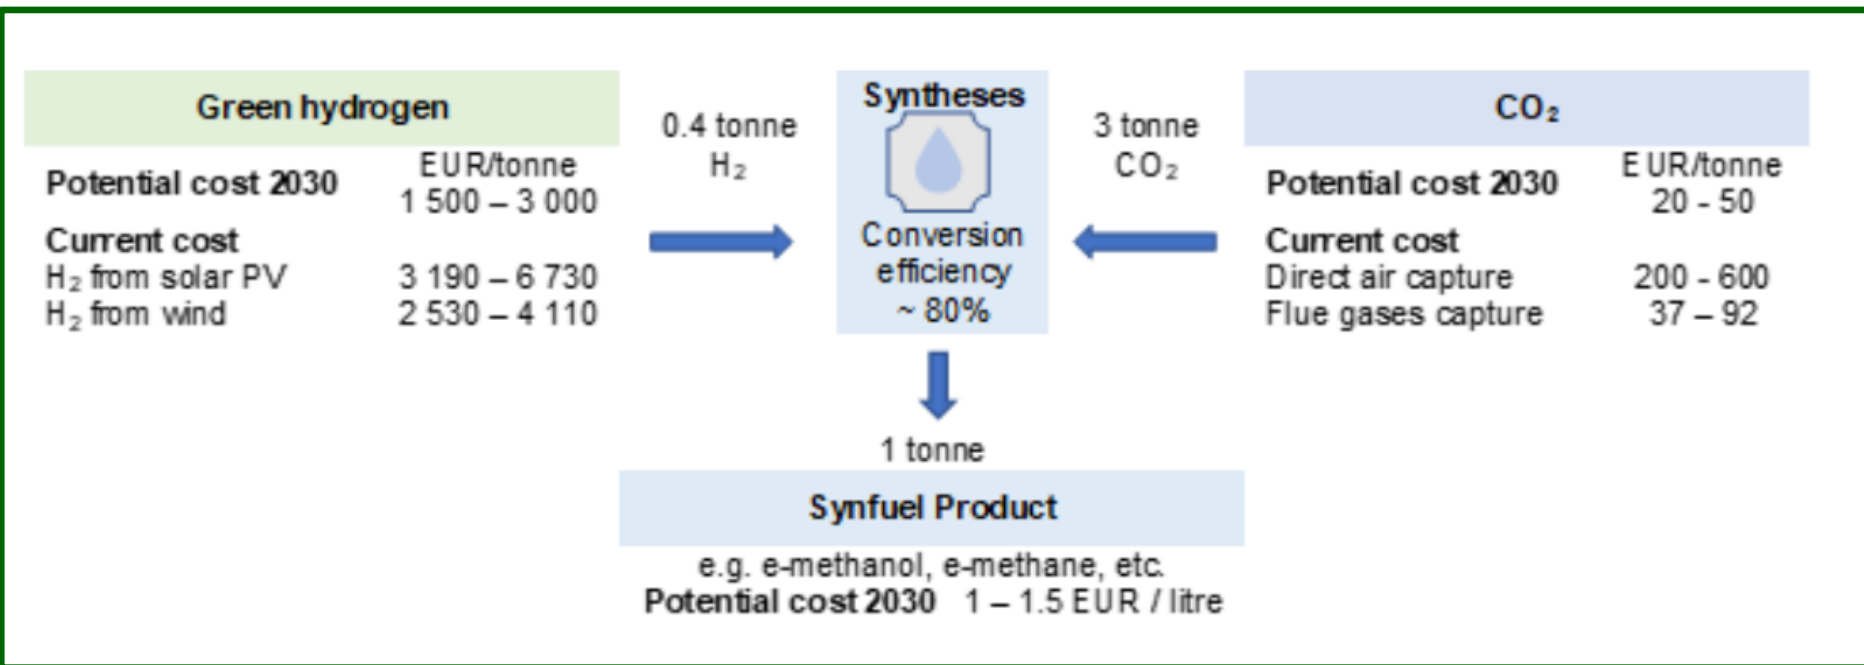 Green hydrogen
Potential cost 2030
EUR/tonne
1 500 – 3 000
Current cost
H₂ from solar PV 3 190 – 6 730
H₂ from wind 2 530 – 4 110
0.4 tonne
H₂
Syntheses
Conversion
efficiency
~ 80%
3 tonne
CO₂
CO₂
Potential cost 2030
EUR/tonne
20 - 50
Current cost
Direct air capture 200 - 600
Flue gases capture 37 – 92
1 tonne
Synfuel Product
e.g. e-methanol, e-methane, etc.
Potential cost 2030 1 – 1.5 EUR / litre